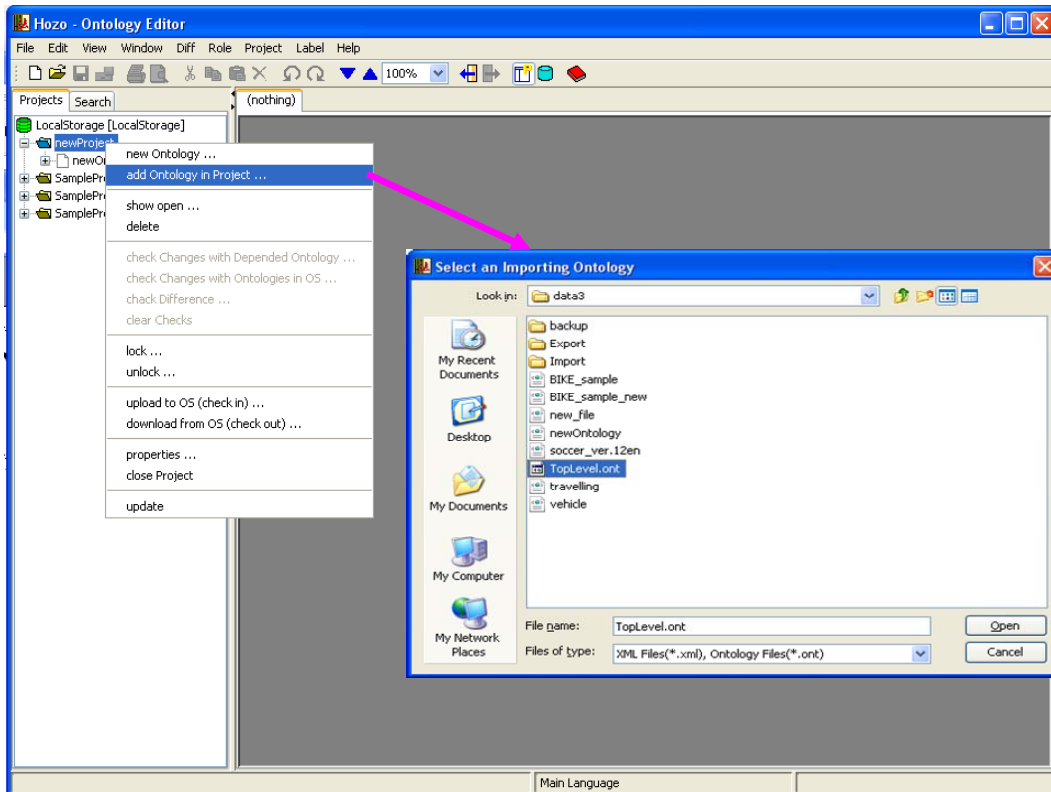 Hozo - Ontology Editor
File Edit View Window Diff Role Project Label Help
100%
Projects Search
(nothing)
LocalStorage [LocalStorage]
newProject
newOn
SamplePr
SamplePr
SamplePr
new Ontology ...
add Ontology in Project ...
show open ...
delete
check Changes with Depended Ontology ...
check Changes with Ontologies in OS ...
chack Difference ...
clear Checks
lock ...
unlock ...
upload to OS (check in) ...
download from OS (check out) ...
properties ...
close Project
update
Select an Importing Ontology
Look in: data3
My Recent
Documents
Desktop
My Documents
My Computer
My Network
Places
backup
Export
Import
BIKE_sample
BIKE_sample_new
new_file
newOntology
soccer_ver.12en
TopLevel.ont
travelling
vehicle
File name: TopLevel.ont Open
Files of type: XML Files(*.xml), Ontology Files(*.ont) Cancel
Main Language